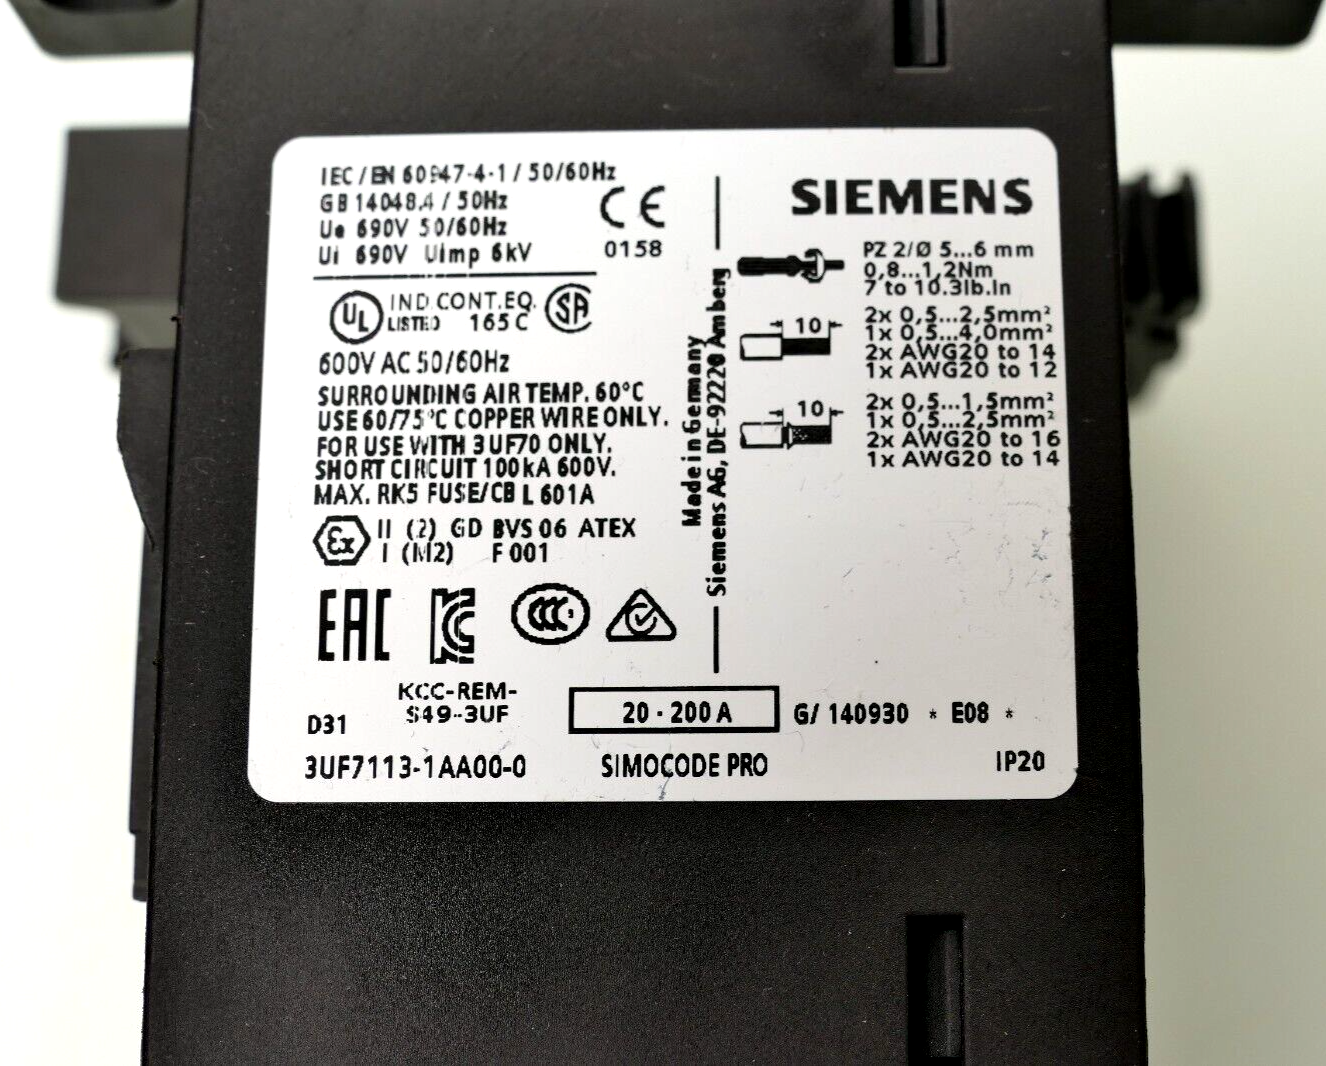 IEC/EN 60947-4-1 / 50/60Hz
GB 14048.4 / 50Hz
Ue 690V 50/60Hz
Ui 690V Uimp 6kV
CE
0158
UL
IND.CONT.EQ.
LISTED 165C
SA
600V AC 50/60Hz
SURROUNDING AIR TEMP. 60°C
USE 60/75°C COPPER WIRE ONLY.
FOR USE WITH 3UF70 ONLY.
SHORT CIRCUIT 100kA 600V.
MAX. RK5 FUSE/CB L 601A
Ex
II (2) GD BVS 06 ATEX
I (M2) F 001
EAC
KC
CCC
KCC-REM-
S49-3UF
D31
3UF7113-1AA00-0
20 - 200 A
SIMOCODE PRO
Made in Germany
Siemens AG, DE-92220 Amberg
SIEMENS
PZ 2/Ø 5...6 mm
0,8...1,2Nm
7 to 10.3lb.in
10
2x 0,5...2,5mm²
1x 0,5...4,0mm²
2x AWG20 to 14
1x AWG20 to 12
10
2x 0,5...1,5mm²
1x 0,5...2,5mm²
2x AWG20 to 16
1x AWG20 to 14
G/ 140930 * E08 *
IP20